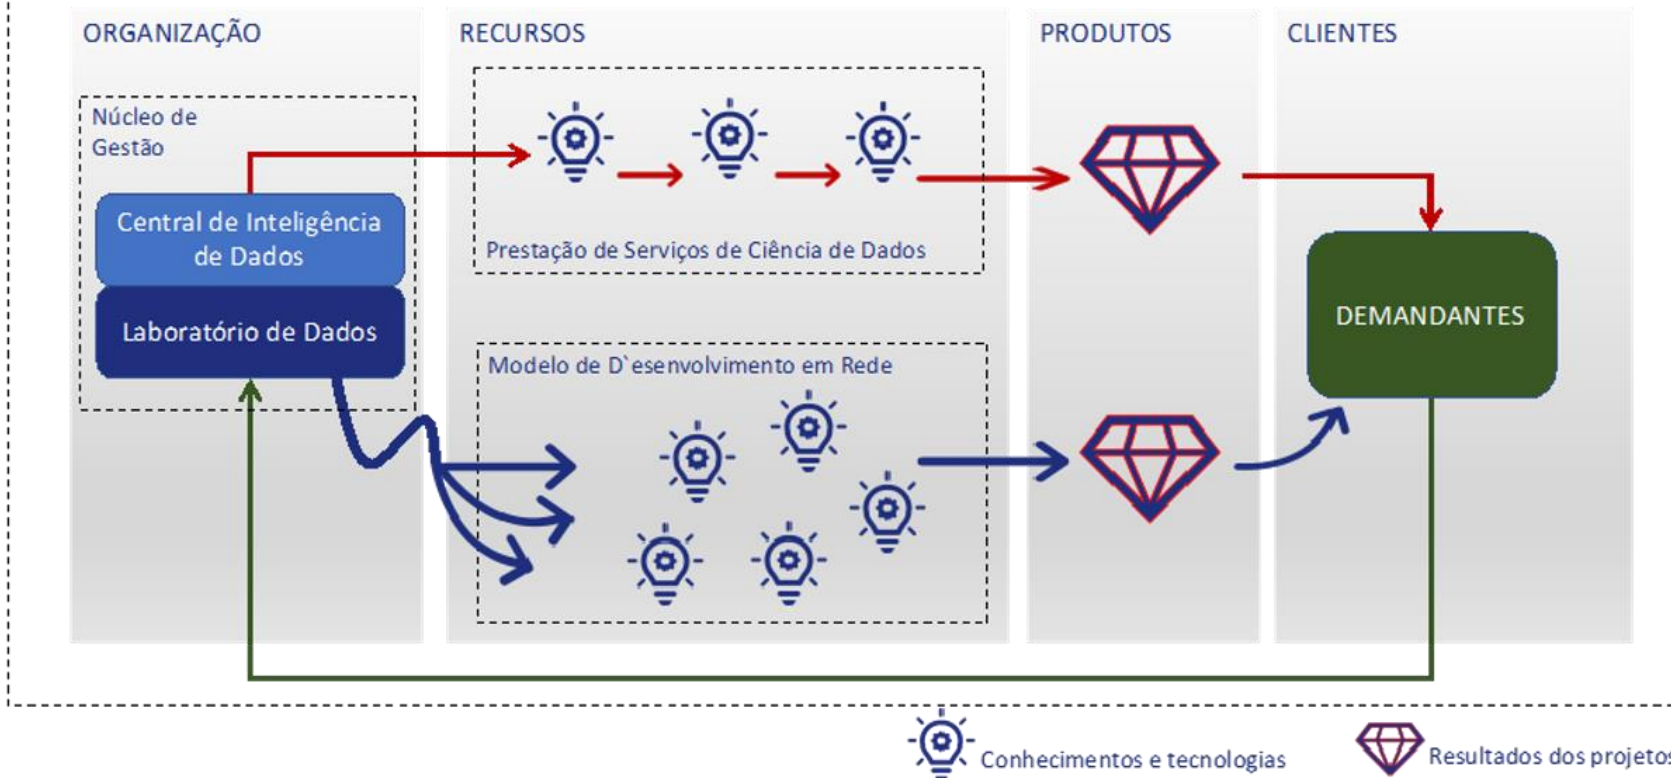 ORGANIZAÇÃO
RECURSOS
PRODUTOS
CLIENTES
Núcleo de
Gestão
Central de Inteligência
de Dados
Laboratório de Dados
Prestação de Serviços de Ciência de Dados
Modelo de D`esenvolvimento em Rede
DEMANDANTES
Conhecimentos e tecnologias
Resultados dos projetos